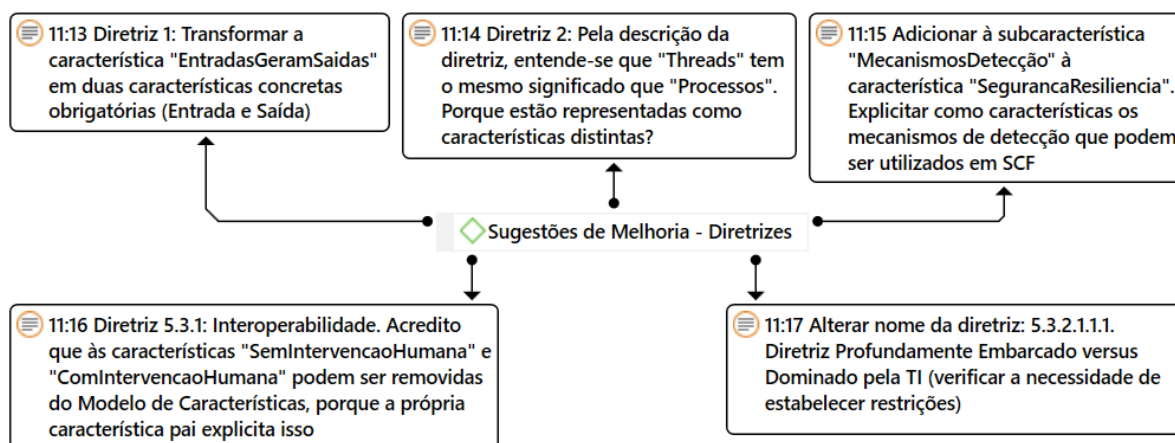 11:13 Diretriz 1: Transformar a
característica "EntradasGeramSaidas"
em duas características concretas
obrigatórias (Entrada e Saída)
11:14 Diretriz 2: Pela descrição da
diretriz, entende-se que "Threads" tem
o mesmo significado que "Processos".
Porque estão representadas como
características distintas?
11:15 Adicionar à subcaracterística
"MecanismosDetecção" à
característica "SegurancaResiliencia".
Explicitar como características os
mecanismos de detecção que podem
ser utilizados em SCF
Sugestões de Melhoria - Diretrizes
11:16 Diretriz 5.3.1: Interoperabilidade. Acredito
que às características "SemIntervencaoHumana" e
"ComIntervencaoHumana" podem ser removidas
do Modelo de Características, porque a própria
característica pai explicita isso
11:17 Alterar nome da diretriz: 5.3.2.1.1.1.
Diretriz Profundamente Embarcado versus
Dominado pela TI (verificar a necessidade de
estabelecer restrições)